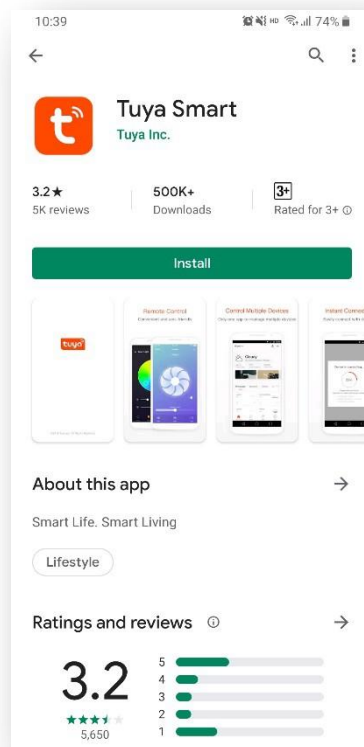 10:39 HD 74%
Tuya Smart
Tuya Inc.
3.2★ 500K+ 3+
5K reviews Downloads Rated for 3+
Install
tuya
Remote Control
Control Multiple Devices
Instant Connec
About this app
Smart Life. Smart Living
Lifestyle
Ratings and reviews
3.2
5,650
5
4
3
2
1